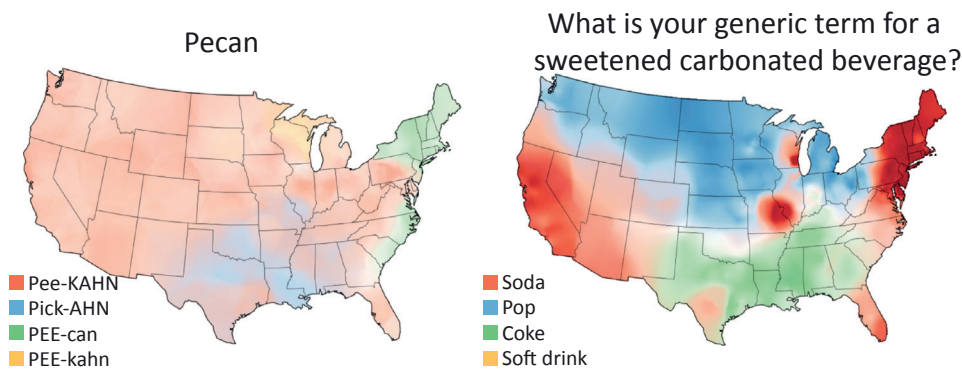 Pecan
Pee-KAHN
Pick-AHN
PEE-can
PEE-kahn
What is your generic term for a
sweetened carbonated beverage?
Soda
Pop
Coke
Soft drink